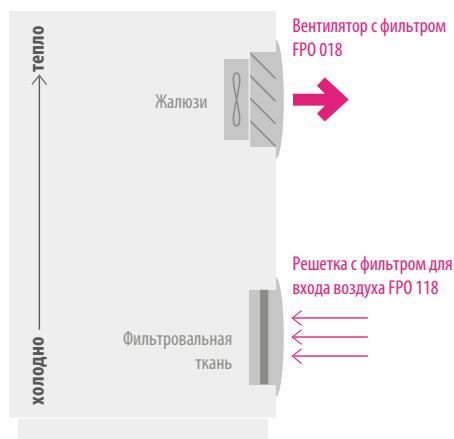 Вентилятор с фильтром
FPO 018
тепло
Жалюзи
Решетка с фильтром для
входа воздуха FPO 118
Фильтровальная
ткань
холодно